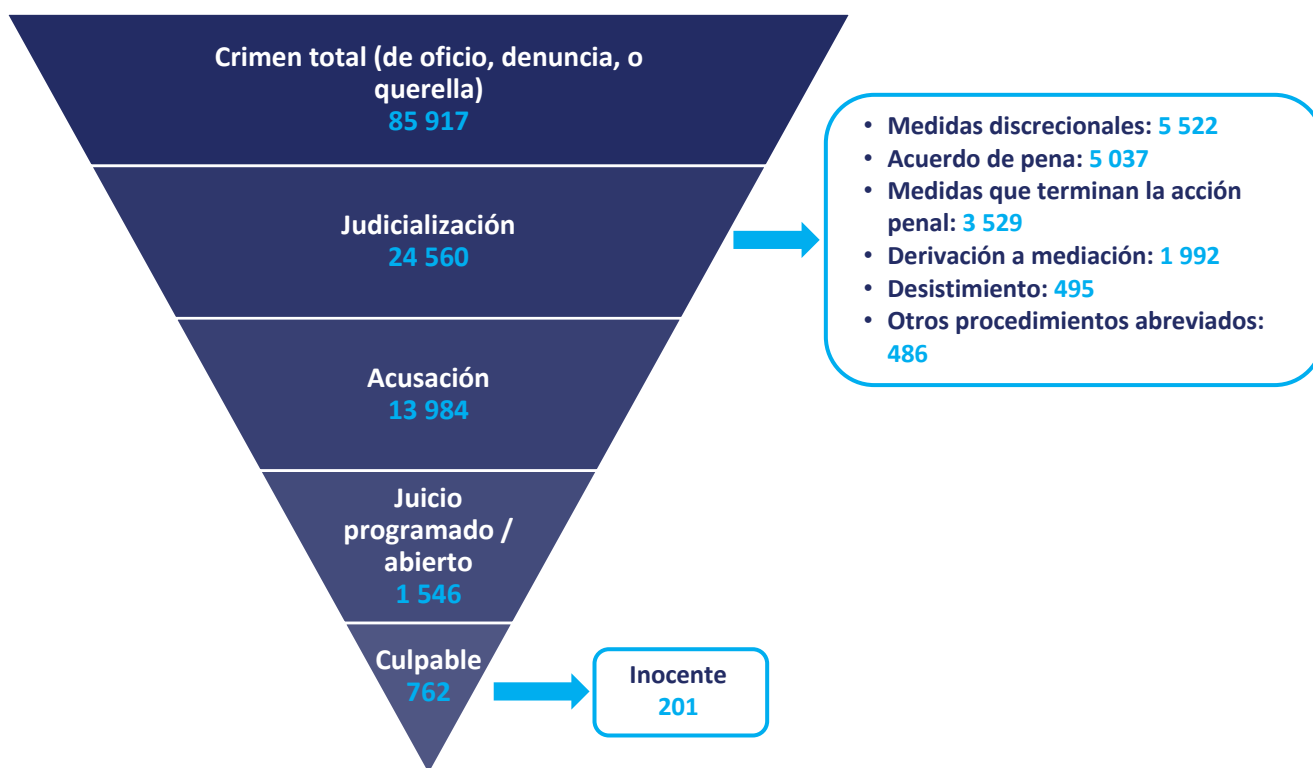 Crimen total (de oficio, denuncia, o
querella)
85 917
Judicialización
24 560
• Medidas discrecionales: 5 522
• Acuerdo de pena: 5 037
• Medidas que terminan la acción
penal: 3 529
• Derivación a mediación: 1 992
• Desistimiento: 495
• Otros procedimientos abreviados:
486
Acusación
13 984
Juicio
programado /
abierto
1 546
Culpable
762
Inocente
201